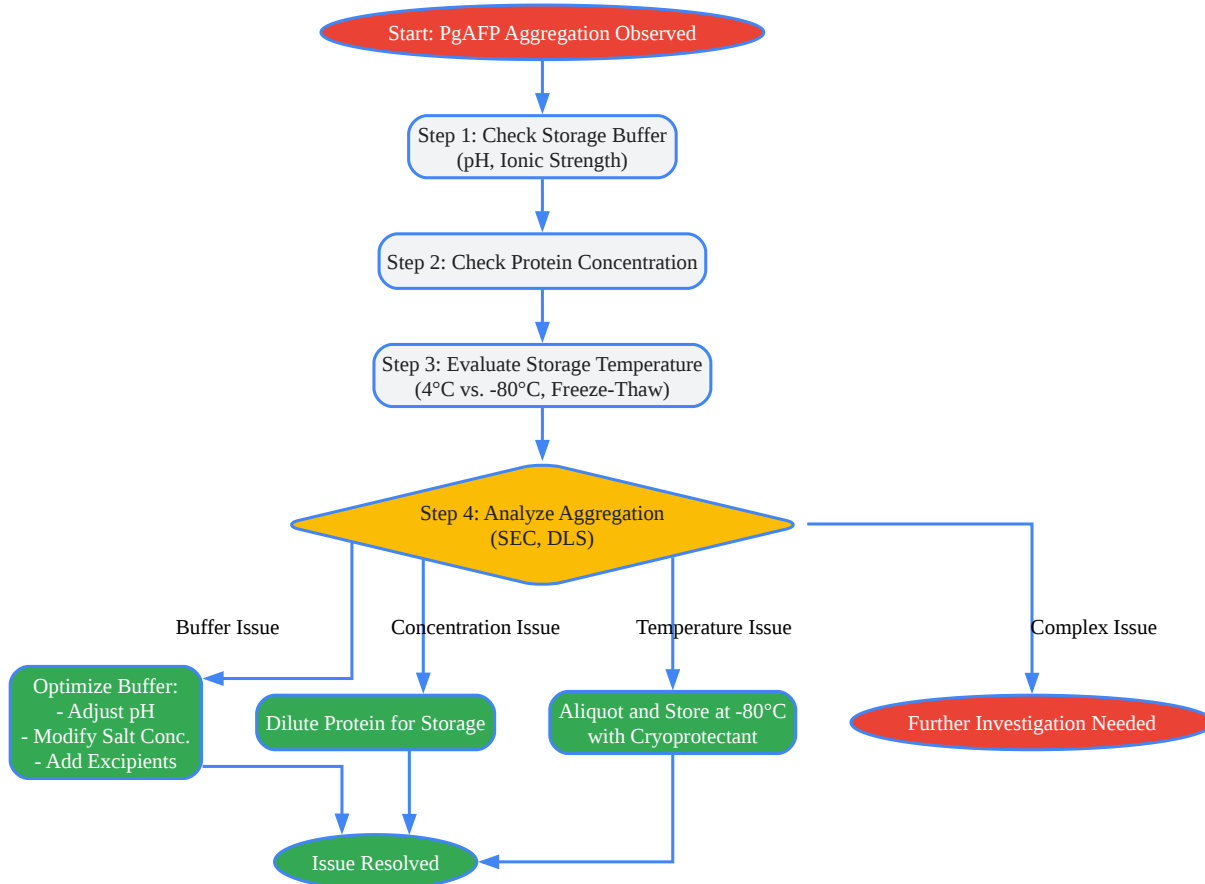 Start: PgAFP Aggregation Observed
Step 1: Check Storage Buffer
(pH, Ionic Strength)
Step 2: Check Protein Concentration
Step 3: Evaluate Storage Temperature
(4°C vs. -80°C, Freeze-Thaw)
Step 4: Analyze Aggregation
(SEC, DLS)
Buffer Issue
Concentration Issue
Temperature Issue
Complex Issue
Optimize Buffer:
- Adjust pH
- Modify Salt Conc.
- Add Excipients
Dilute Protein for Storage
Aliquot and Store at -80°C
with Cryoprotectant
Further Investigation Needed
Issue Resolved